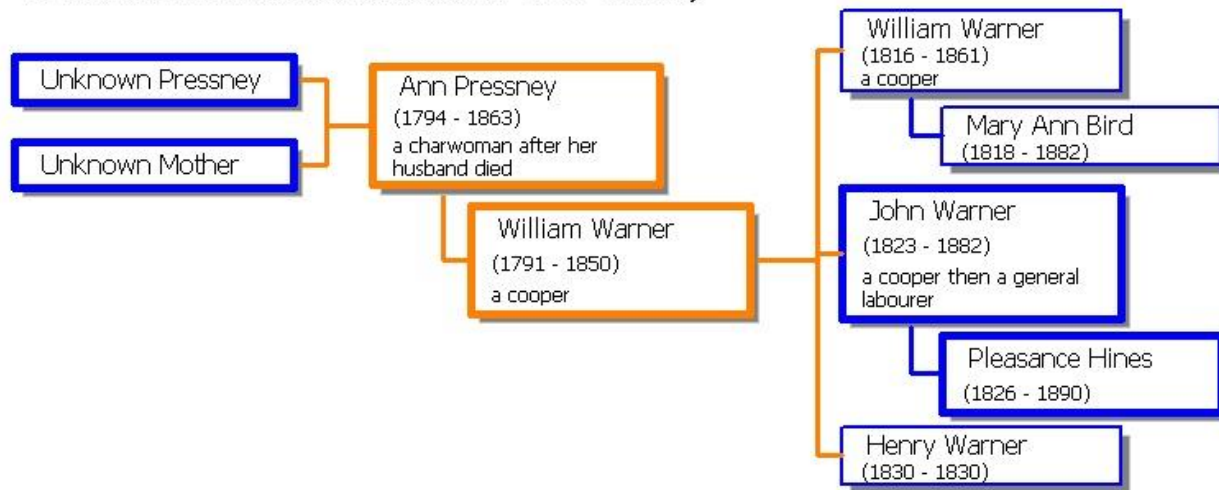 Unknown Pressney
Unknown Mother
Ann Pressney
(1794 - 1863)
a charwoman after her
husband died
William Warner
(1791 - 1850)
a cooper
William Warner
(1816 - 1861)
a cooper
Mary Ann Bird
(1818 - 1882)
John Warner
(1823 - 1882)
a cooper then a general
labourer
Pleasance Hines
(1826 - 1890)
Henry Warner
(1830 - 1830)